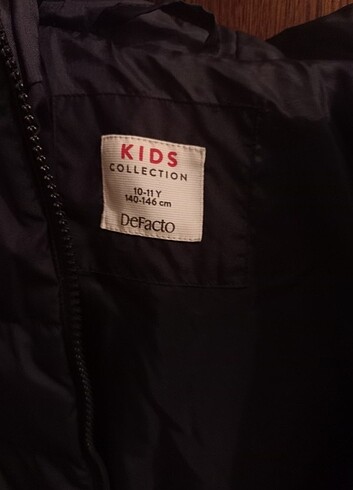 KIDS
COLLECTION
10-11 Y
140-146 cm
DeFacto